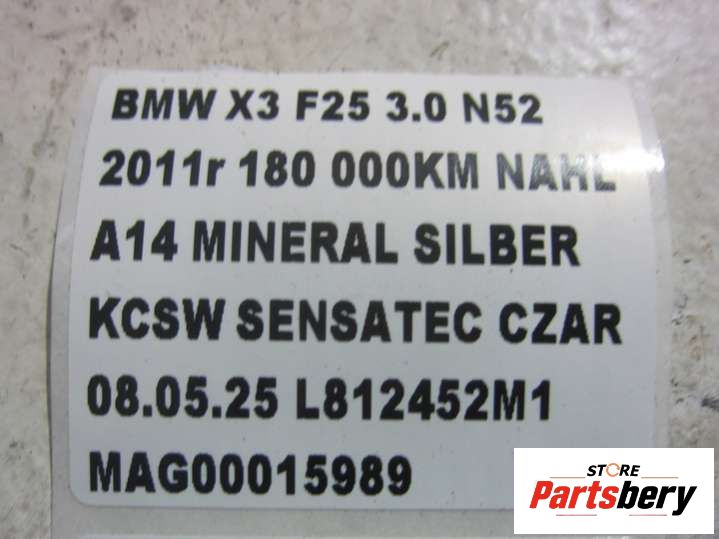 BMW X3 F25 3.0 N52
2011r 180 000KM NAHL
A14 MINERAL SILBER
KCSW SENSATEC CZAR
08.05.25 L812452M1
MAG00015989
STORE
Partsbery